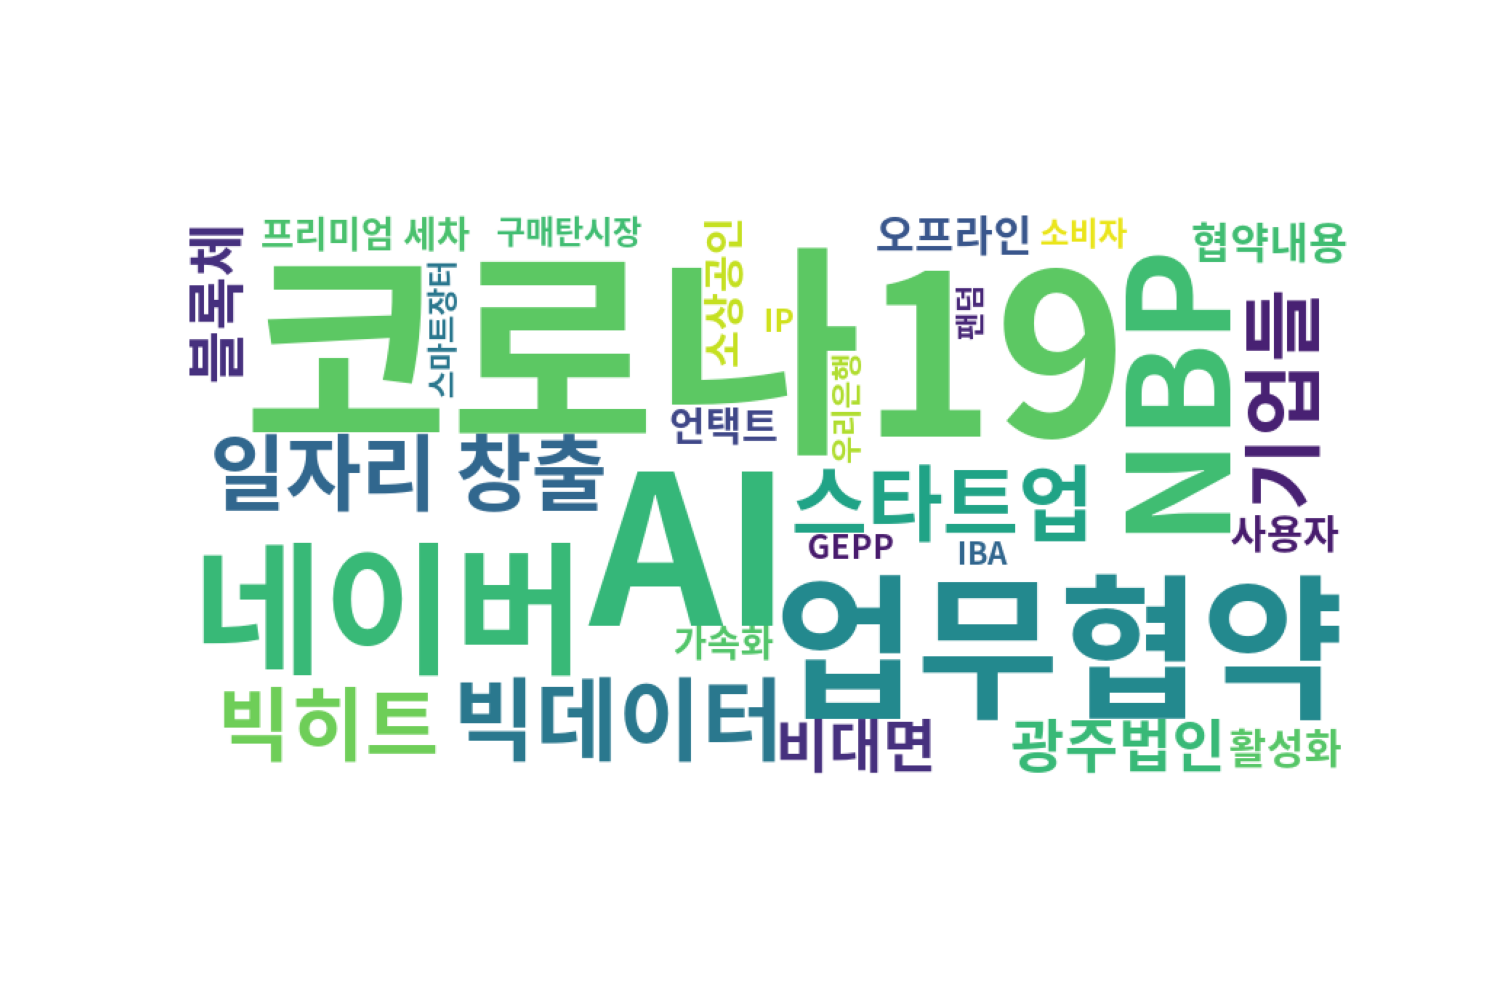 프리미엄 세차
구매탄시장
오프라인
소비자
협약내용
블록체
코로나19
스마트장터
소상공인
IP
팬덤
NBP
기업들
우리은행
언택트
일자리 창출
AI
스타트업
사용자
GEPP
IBA
네이버
업무협약
가속화
빅히트
빅데이터
비대면
광주법인
활성화